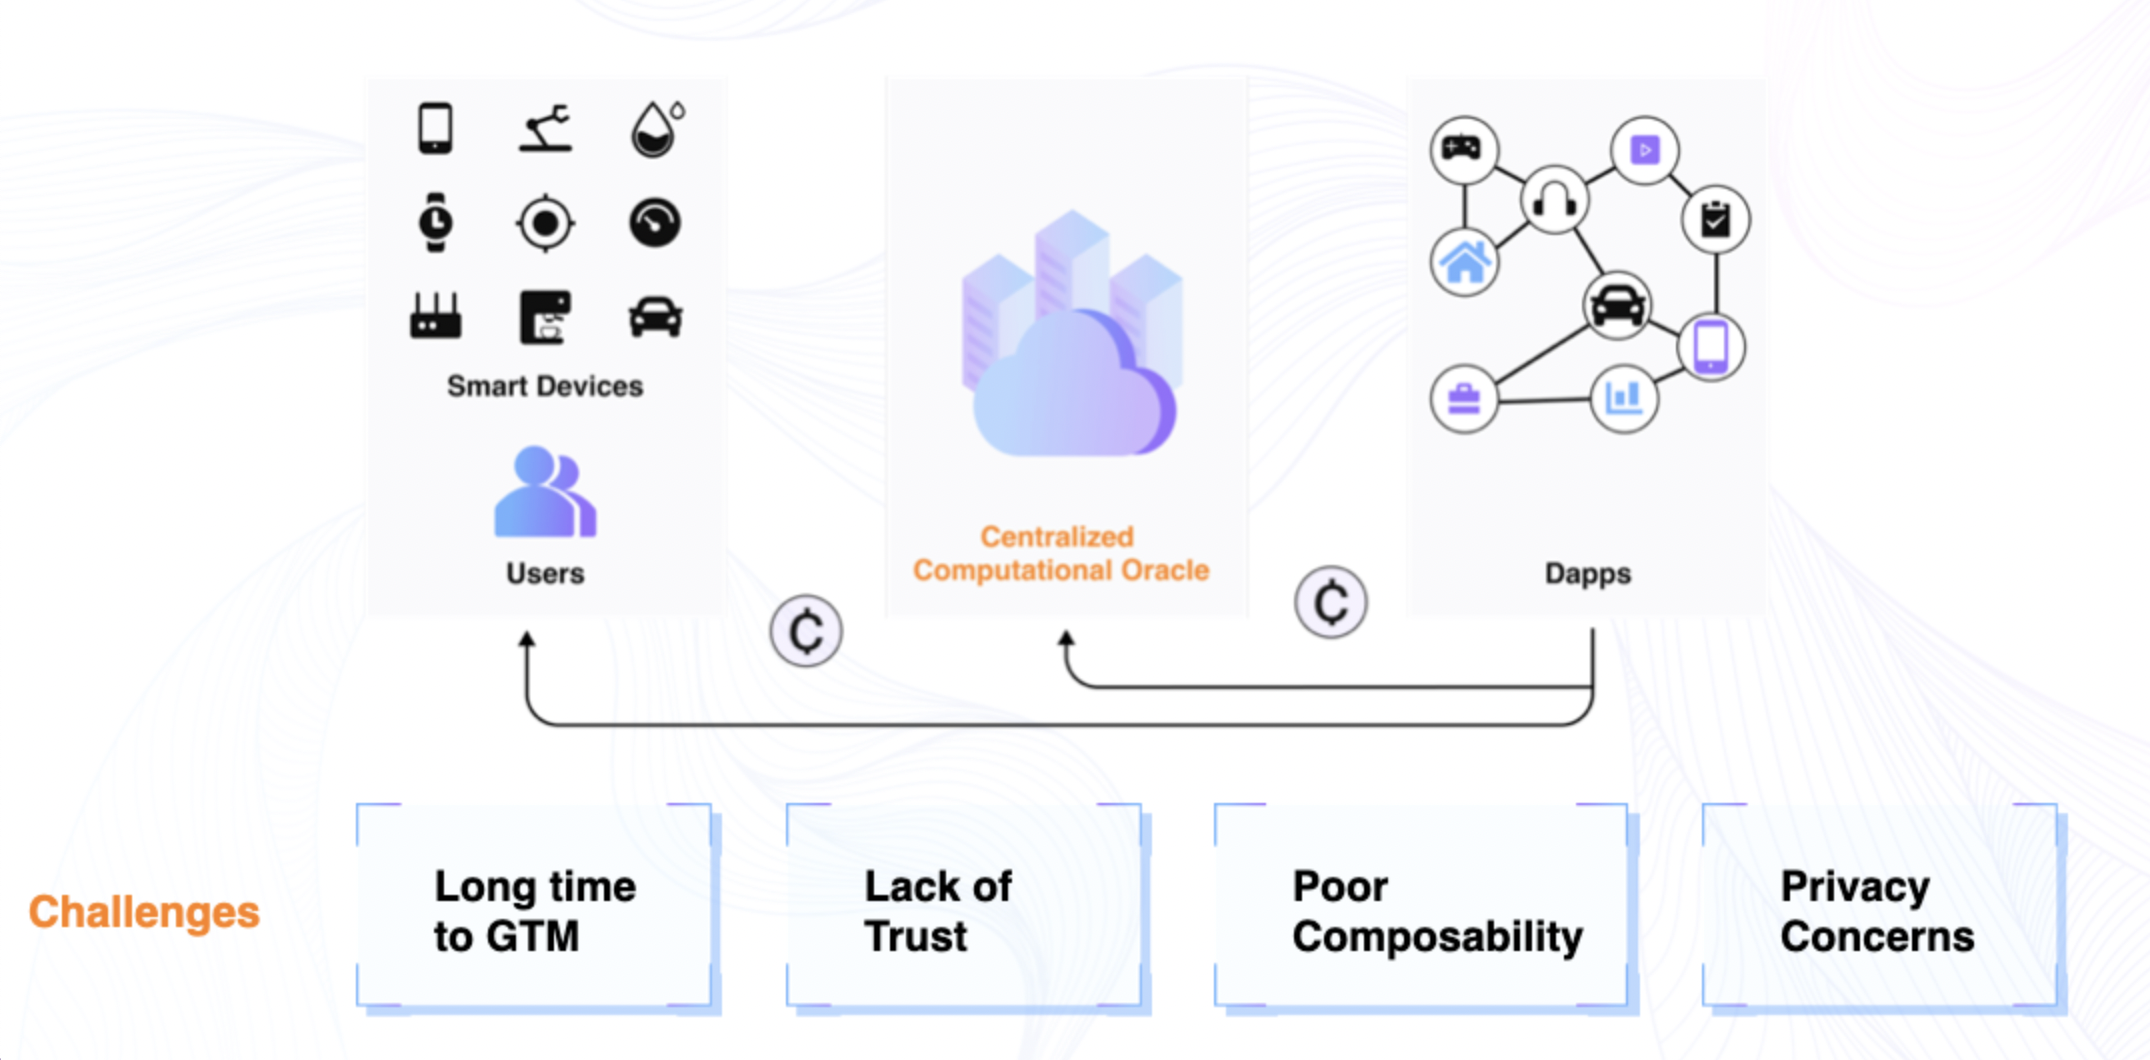 Smart Devices
Users
Centralized
Computational Oracle
Dapps
₵
₵
Challenges
Long time
to GTM
Lack of
Trust
Poor
Composability
Privacy
Concerns